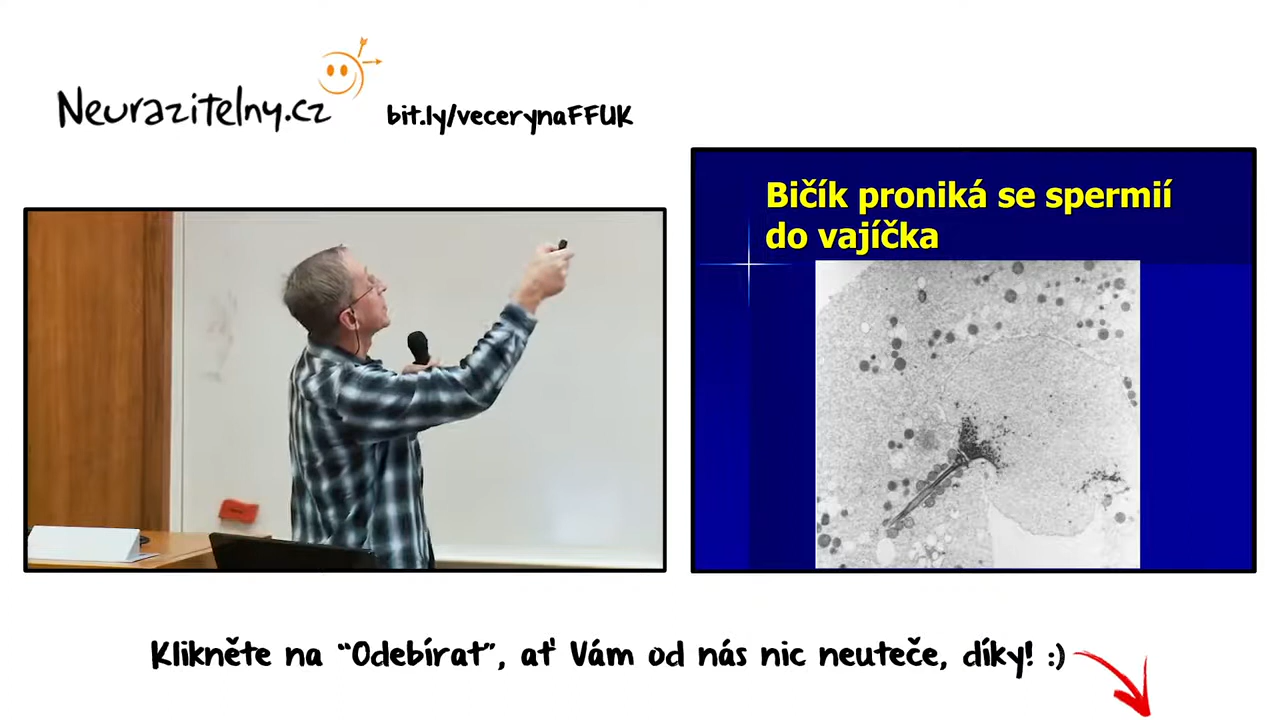 Neurazitelny.cz
bit.ly/vecerynaFFUK
Bičík proniká se spermií
do vajíčka
Klikněte na “Odebírat”, ať Vám od nás nic neuteče, díky! :)